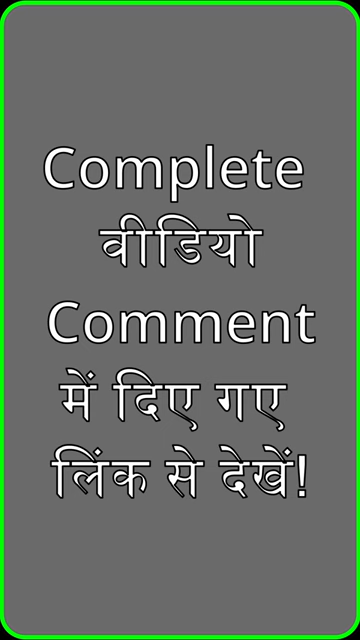 Complete
वीडियो
Comment
में दिए गए
लिंक से देखें!